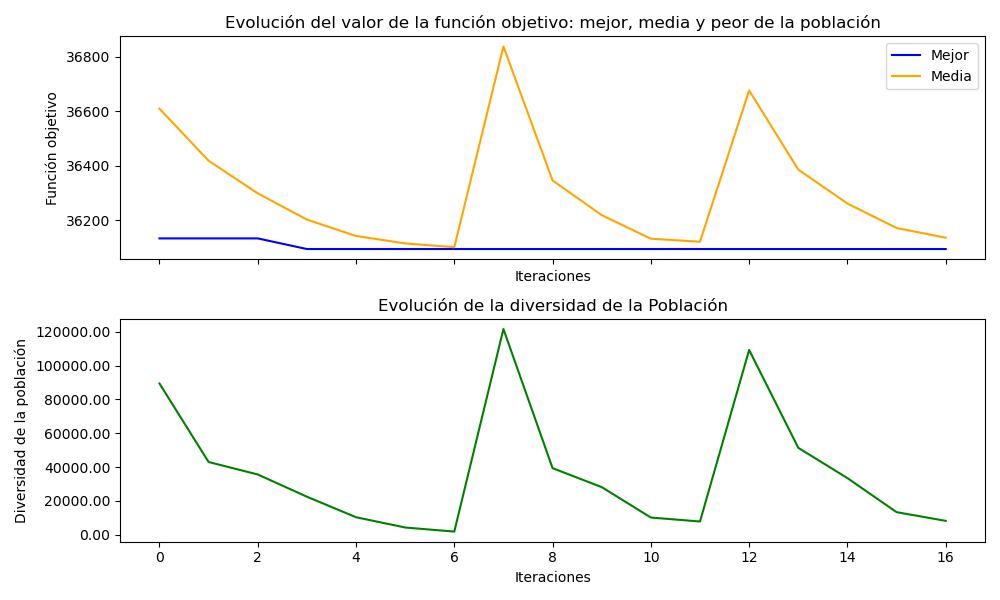 Evolución del valor de la función objetivo: mejor, media y peor de la población
Mejor
Media
36800
36600
36400
36200
Función objetivo
Iteraciones
Evolución de la diversidad de la Población
120000.00
100000.00
80000.00
60000.00
40000.00
20000.00
0.00
Diversidad de la población
0 2 4 6 8 10 12 14 16
Iteraciones